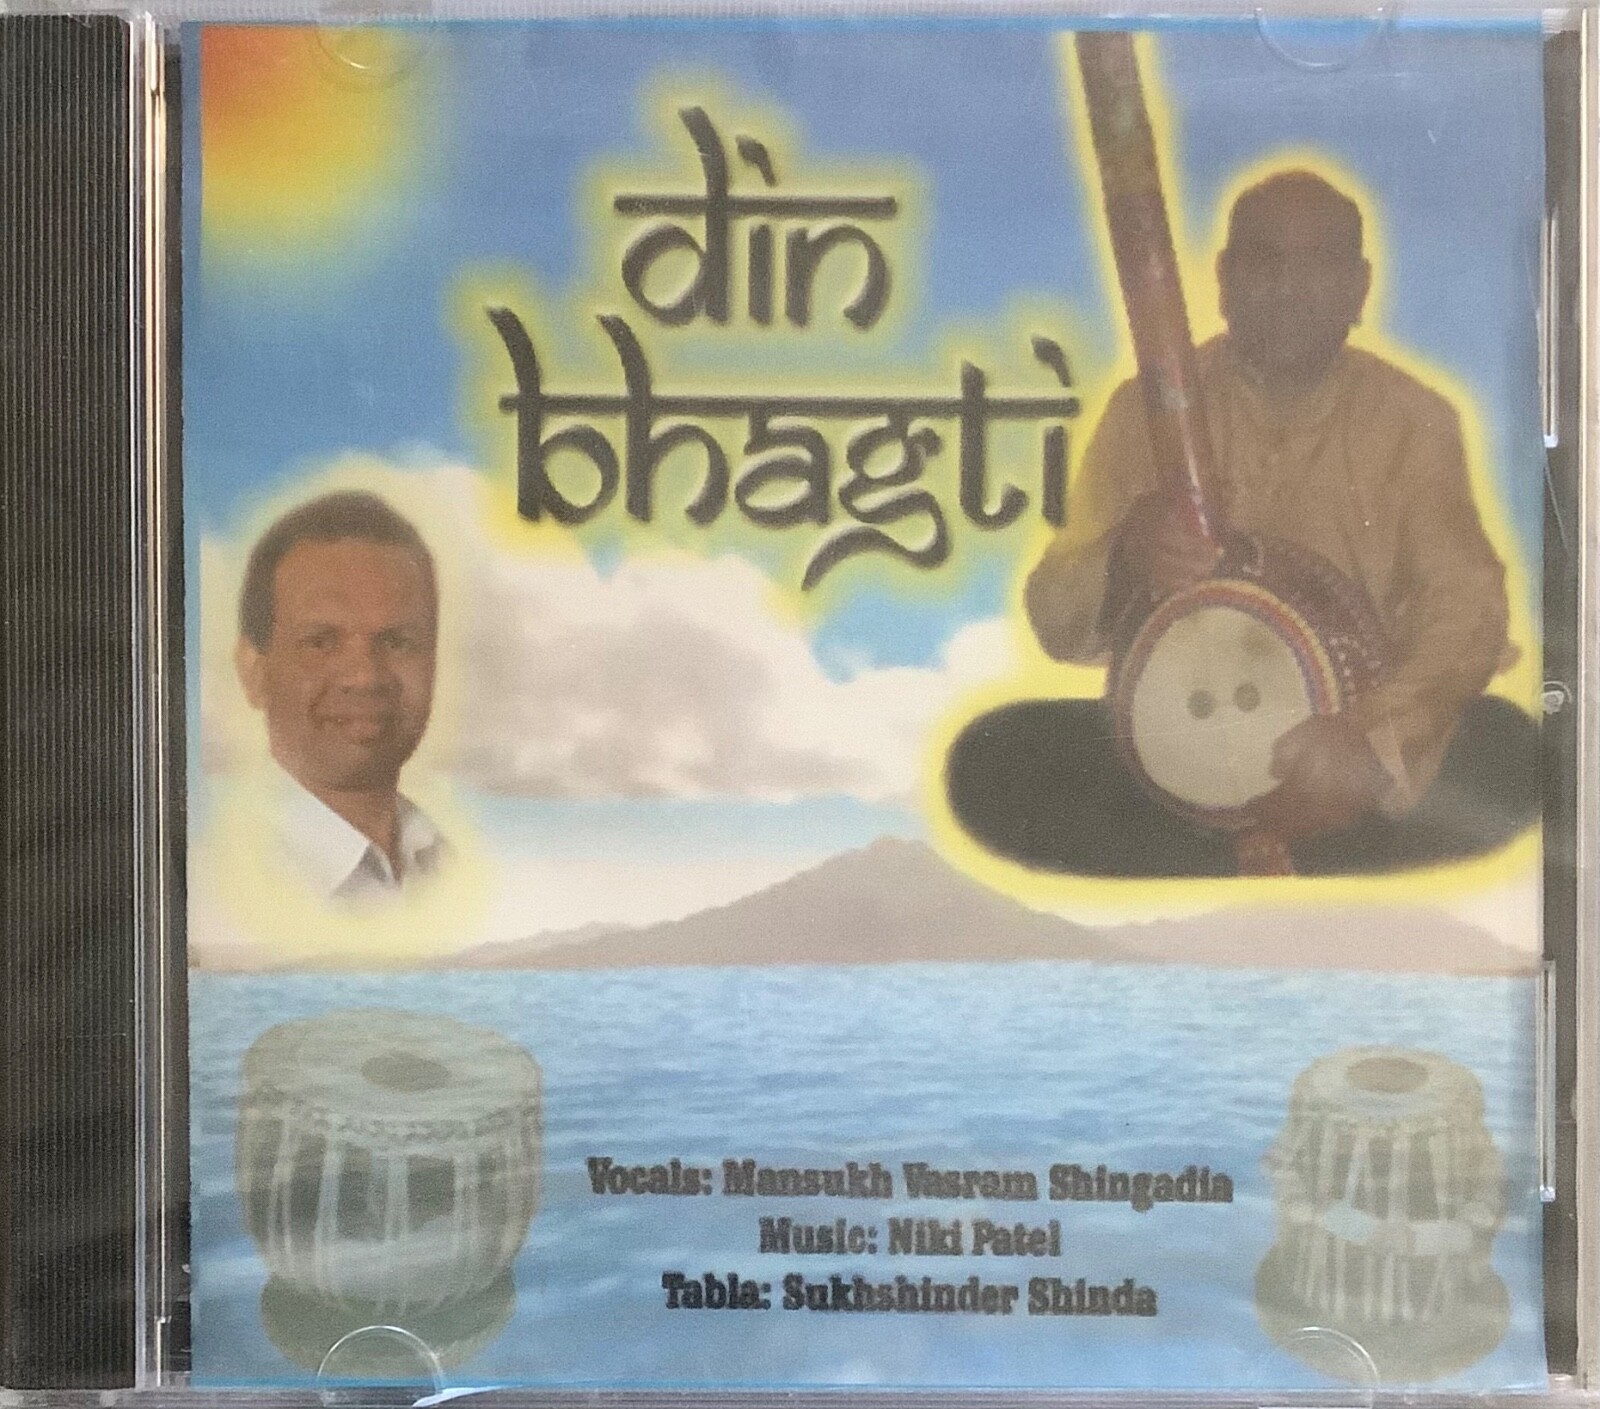 din
bhagti
Vocals: Mansukh Vasram Shingadia
Music: Niki Patel
Tabla: Sukhshinder Shinda